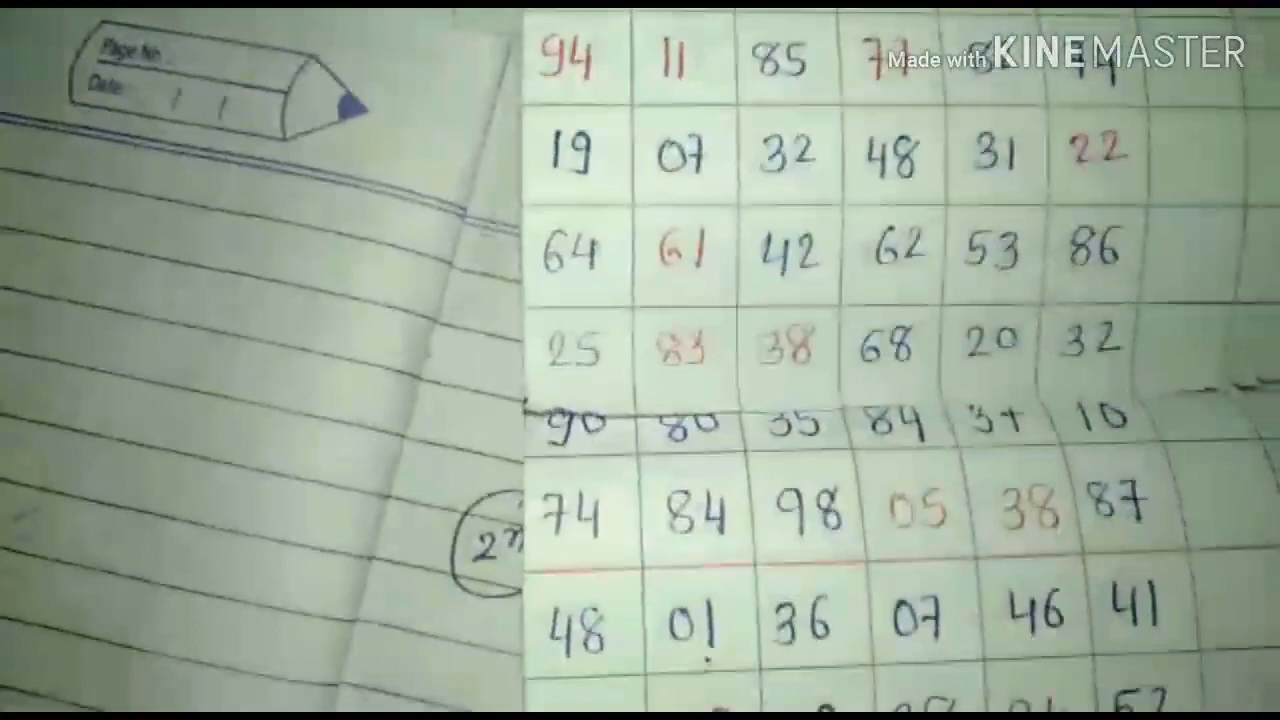 Page No.
Date: / /
Made with KINEMASTER
94 11 85 77
19 07 32 48 31 22
64 61 42 62 53 86
25 83 38 68 20 32
90 80 35 84 10
74 84 98 05 38 87
2n
48 01 36 07 46 41